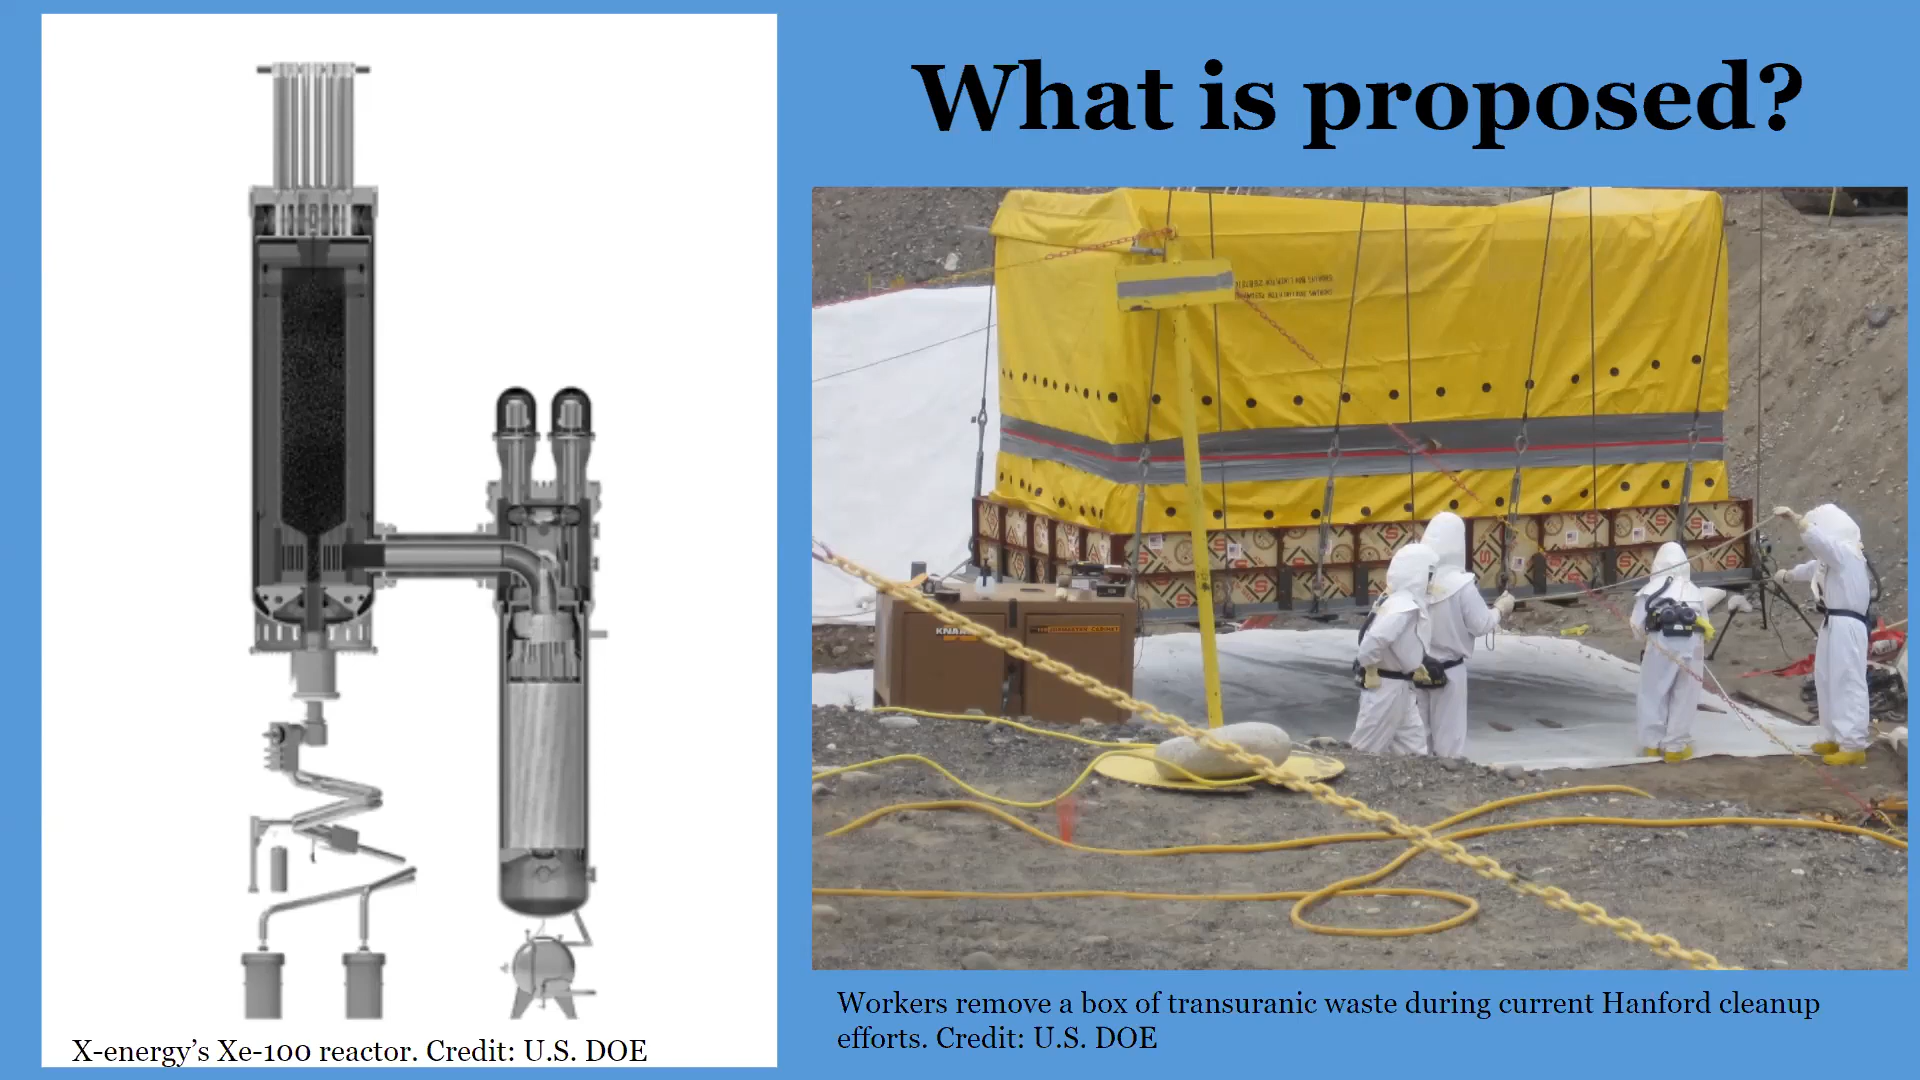 What is proposed?
KNAACK
X-energy’s Xe-100 reactor. Credit: U.S. DOE
Workers remove a box of transuranic waste during current Hanford cleanup
efforts. Credit: U.S. DOE